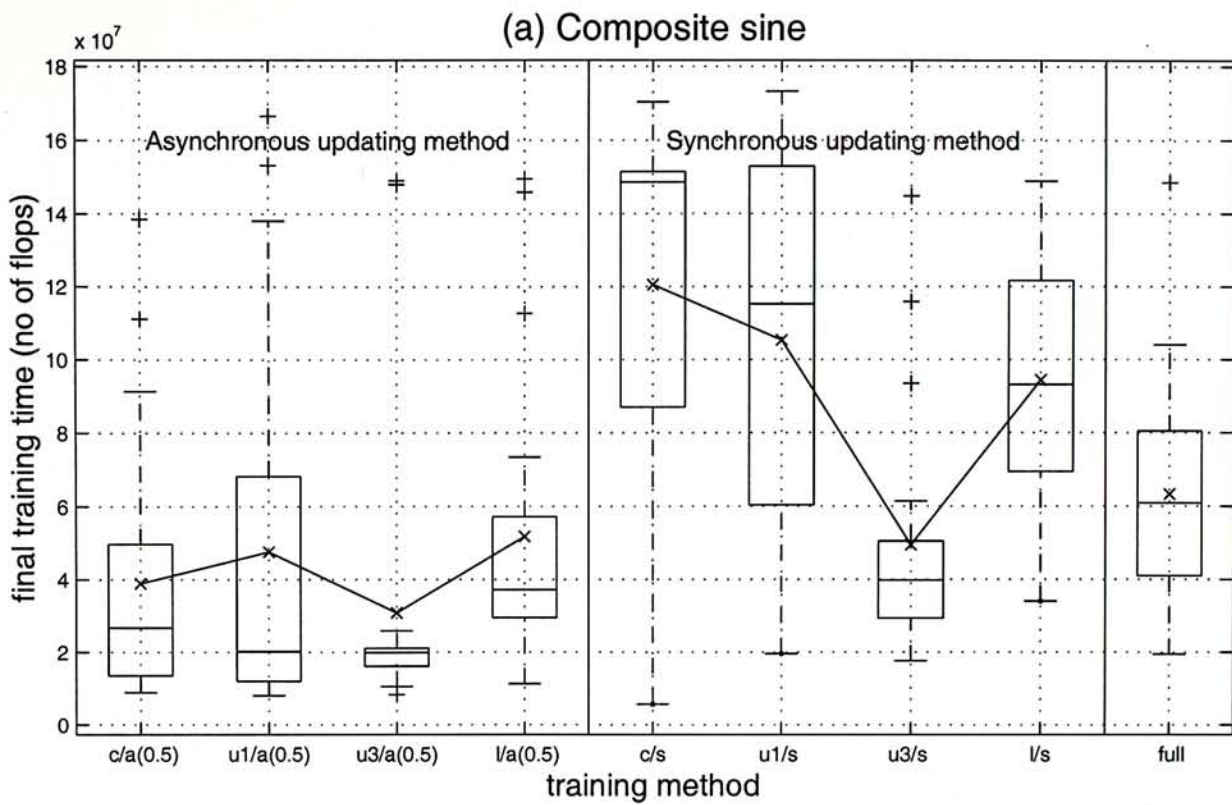 (a) Composite sine
x 10^7
18
16
14
12
10
8
6
4
2
0
final training time (no of flops)
Asynchronous updating method
Synchronous updating method
c/a(0.5) u1/a(0.5) u3/a(0.5) l/a(0.5) c/s u1/s u3/s l/s full
training method